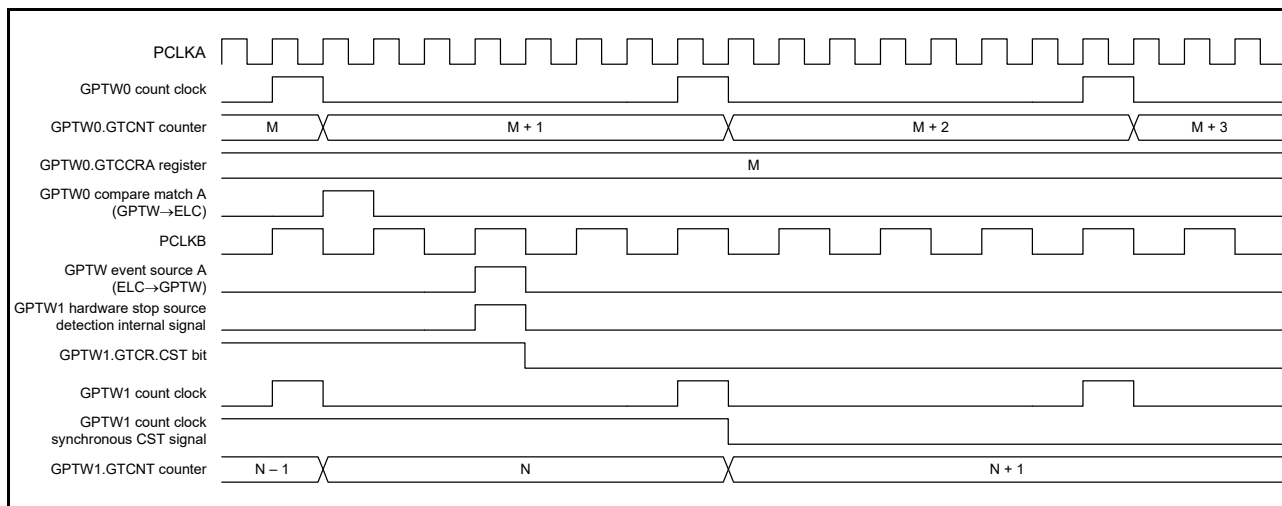 PCLKA
GPTW0 count clock
GPTW0.GTCNT counter
M
M + 1
M + 2
M + 3
GPTW0.GTCCRA register
M
GPTW0 compare match A
(GPTW→ELC)
PCLKB
GPTW event source A
(ELC→GPTW)
GPTW1 hardware stop source
detection internal signal
GPTW1.GTCR.CST bit
GPTW1 count clock
GPTW1 count clock
synchronous CST signal
GPTW1.GTCNT counter
N – 1
N
N + 1